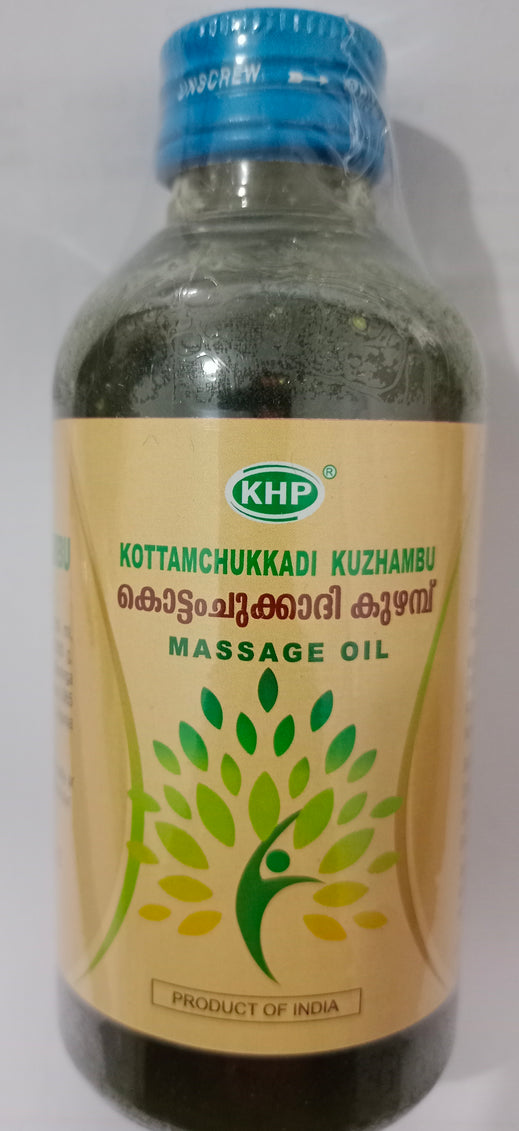 UNSCREW
KHP®
KOTTAMCHUKKADI KUZHAMBU
കൊട്ടംചുക്കാദി കുഴമ്പ്
MASSAGE OIL
PRODUCT OF INDIA